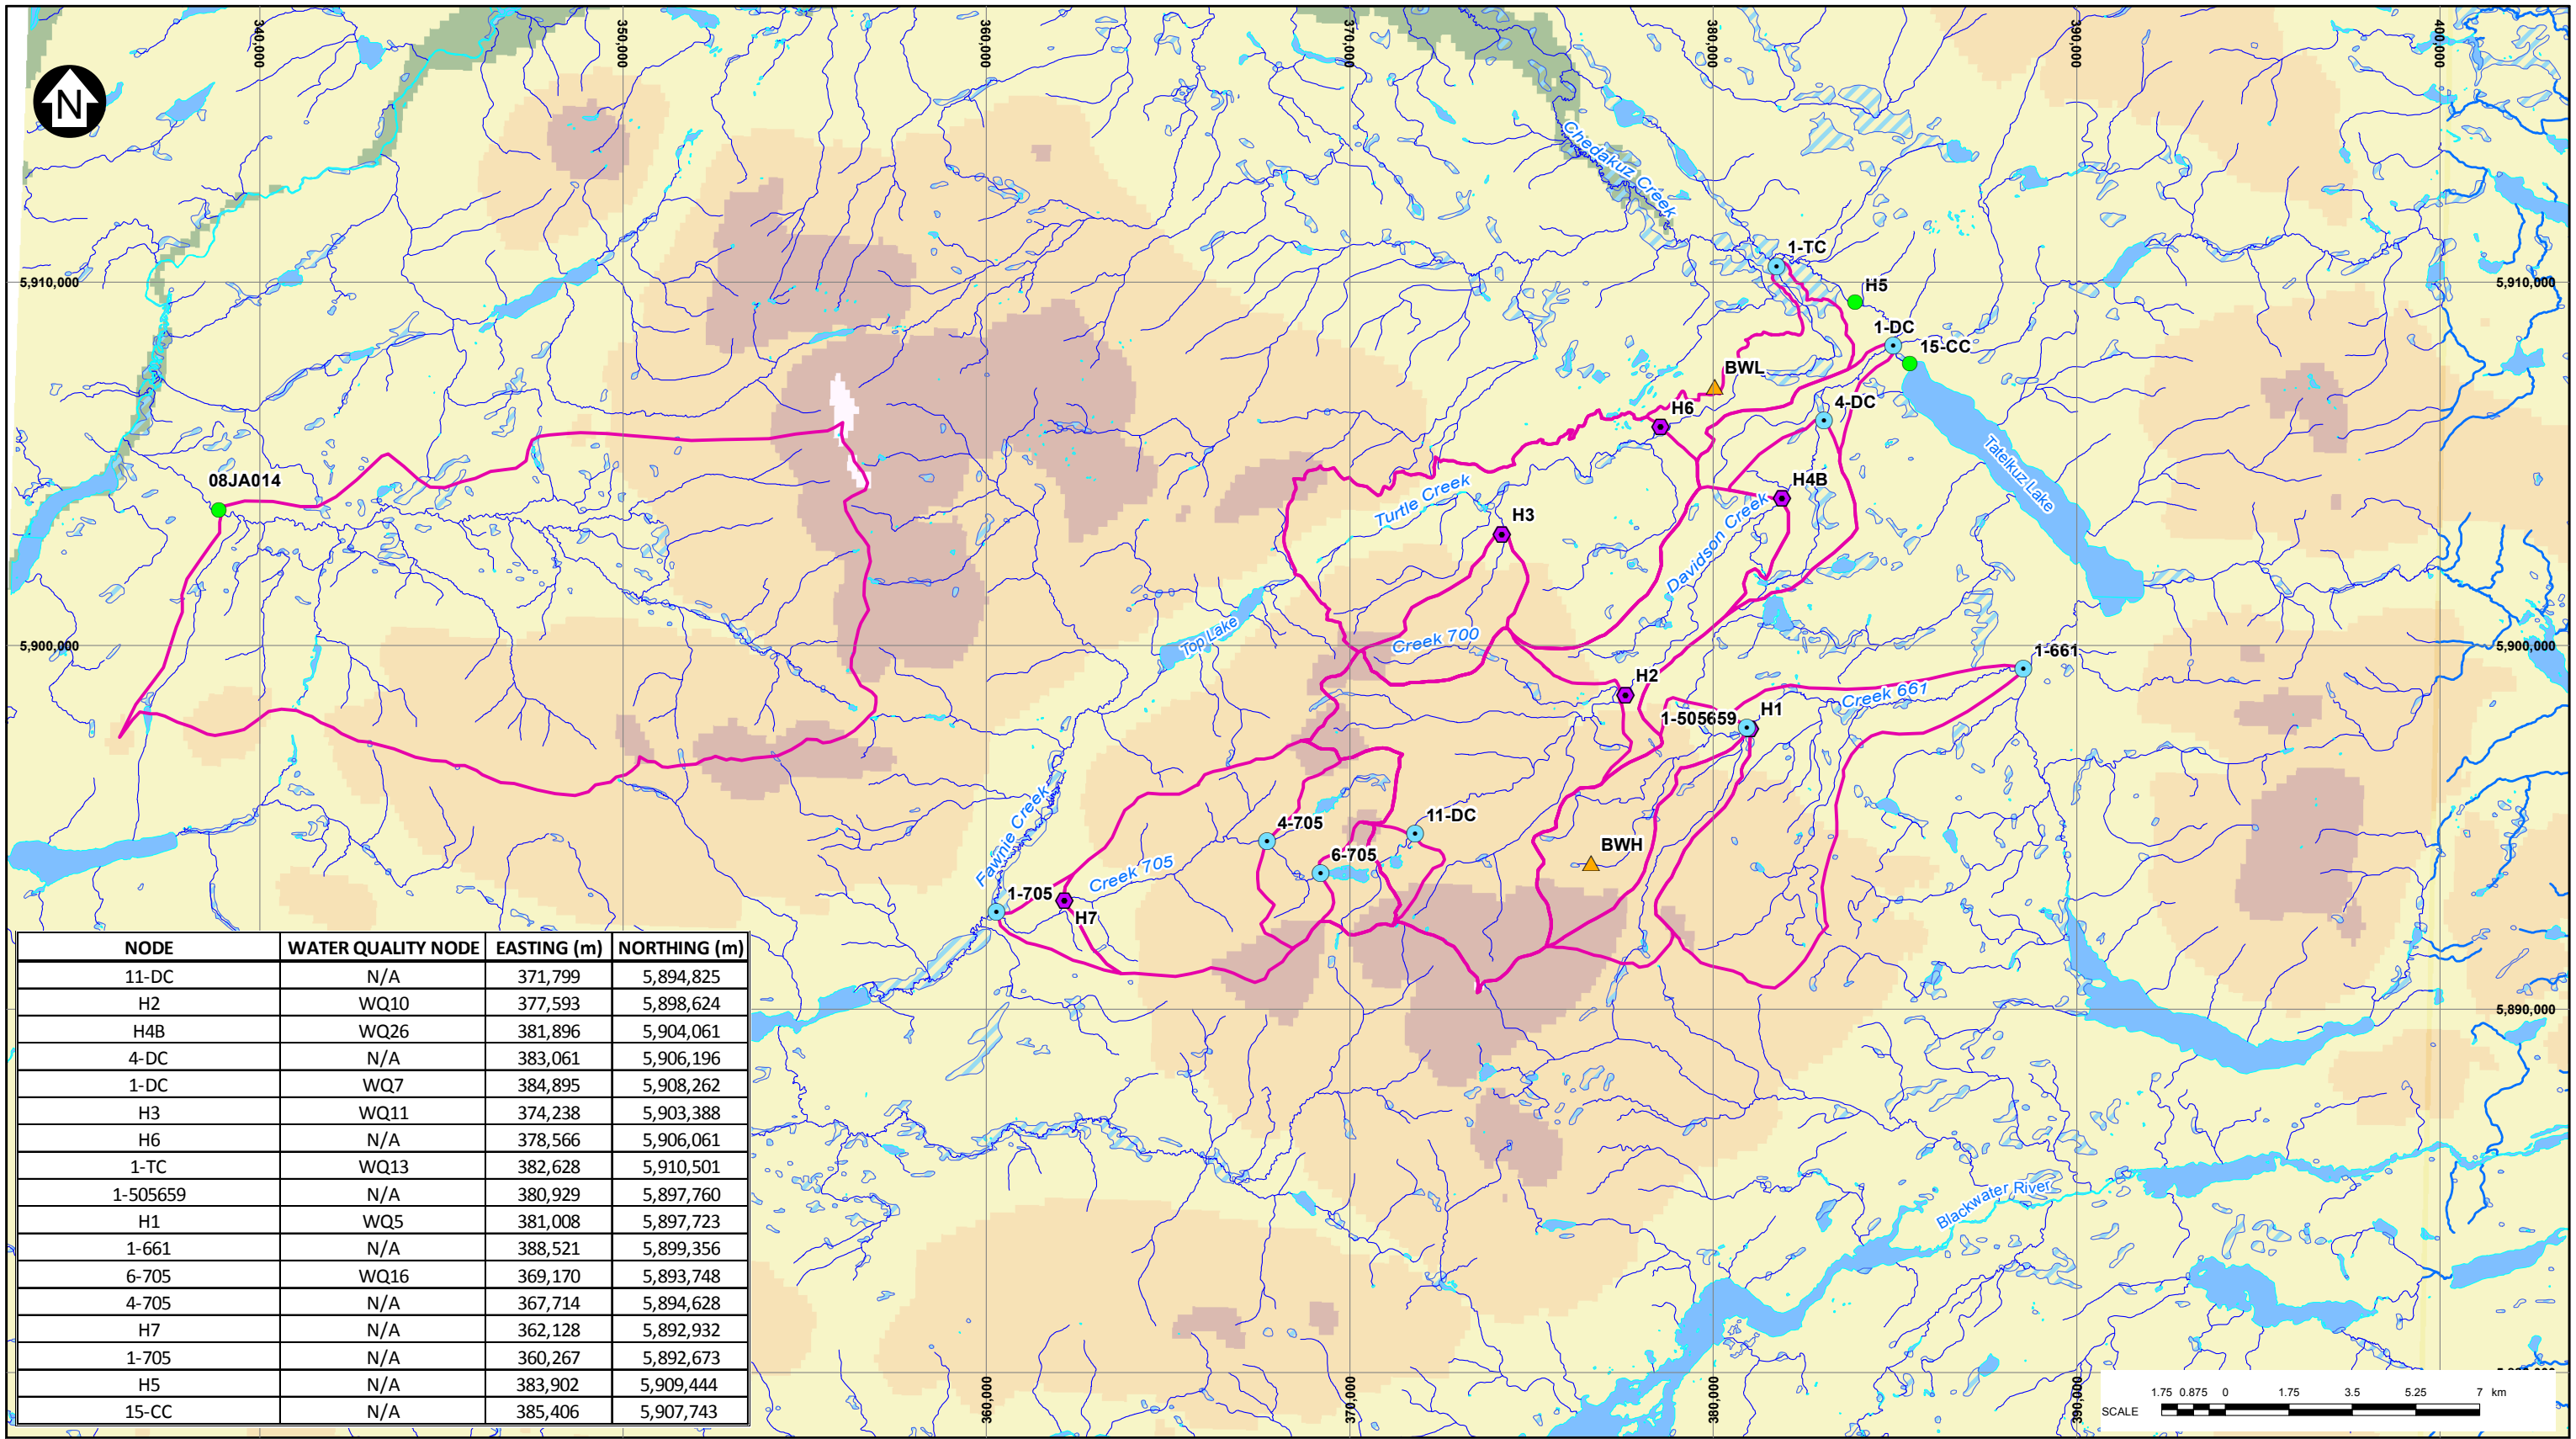 340,000 350,000 360,000 370,000 380,000 390,000 400,000
N
Chedakuz Creek
1-TC
5,910,000 5,910,000
H5
1-DC
15-CC
BWL
4-DC
H6
Tatelkuz Lake
08JA014
H4B
Turtle Creek
H3
Davidson Creek
Top Lake
Creek 700
5,900,000 5,900,000
1-661
H2
Creek 661
1-505659 H1
Fawnie Creek
4-705
11-DC
6-705
BWH
Creek 705
1-705
H7
5,890,000
Blackwater River
NODE WATER QUALITY NODE EASTING (m) NORTHING (m)
11-DC N/A 371,799 5,894,825
H2 WQ10 377,593 5,898,624
H4B WQ26 381,896 5,904,061
4-DC N/A 383,061 5,906,196
1-DC WQ7 384,895 5,908,262
H3 WQ11 374,238 5,903,388
H6 N/A 378,566 5,906,061
1-TC WQ13 382,628 5,910,501
1-505659 N/A 380,929 5,897,760
H1 WQ5 381,008 5,897,723
1-661 N/A 388,521 5,899,356
6-705 WQ16 369,170 5,893,748
4-705 N/A 367,714 5,894,628
H7 N/A 362,128 5,892,932
1-705 N/A 360,267 5,892,673
H5 N/A 383,902 5,909,444
15-CC N/A 385,406 5,907,743
360,000 370,000 380,000 390,000
1.75 0.875 0 1.75 3.5 5.25 7 km
SCALE